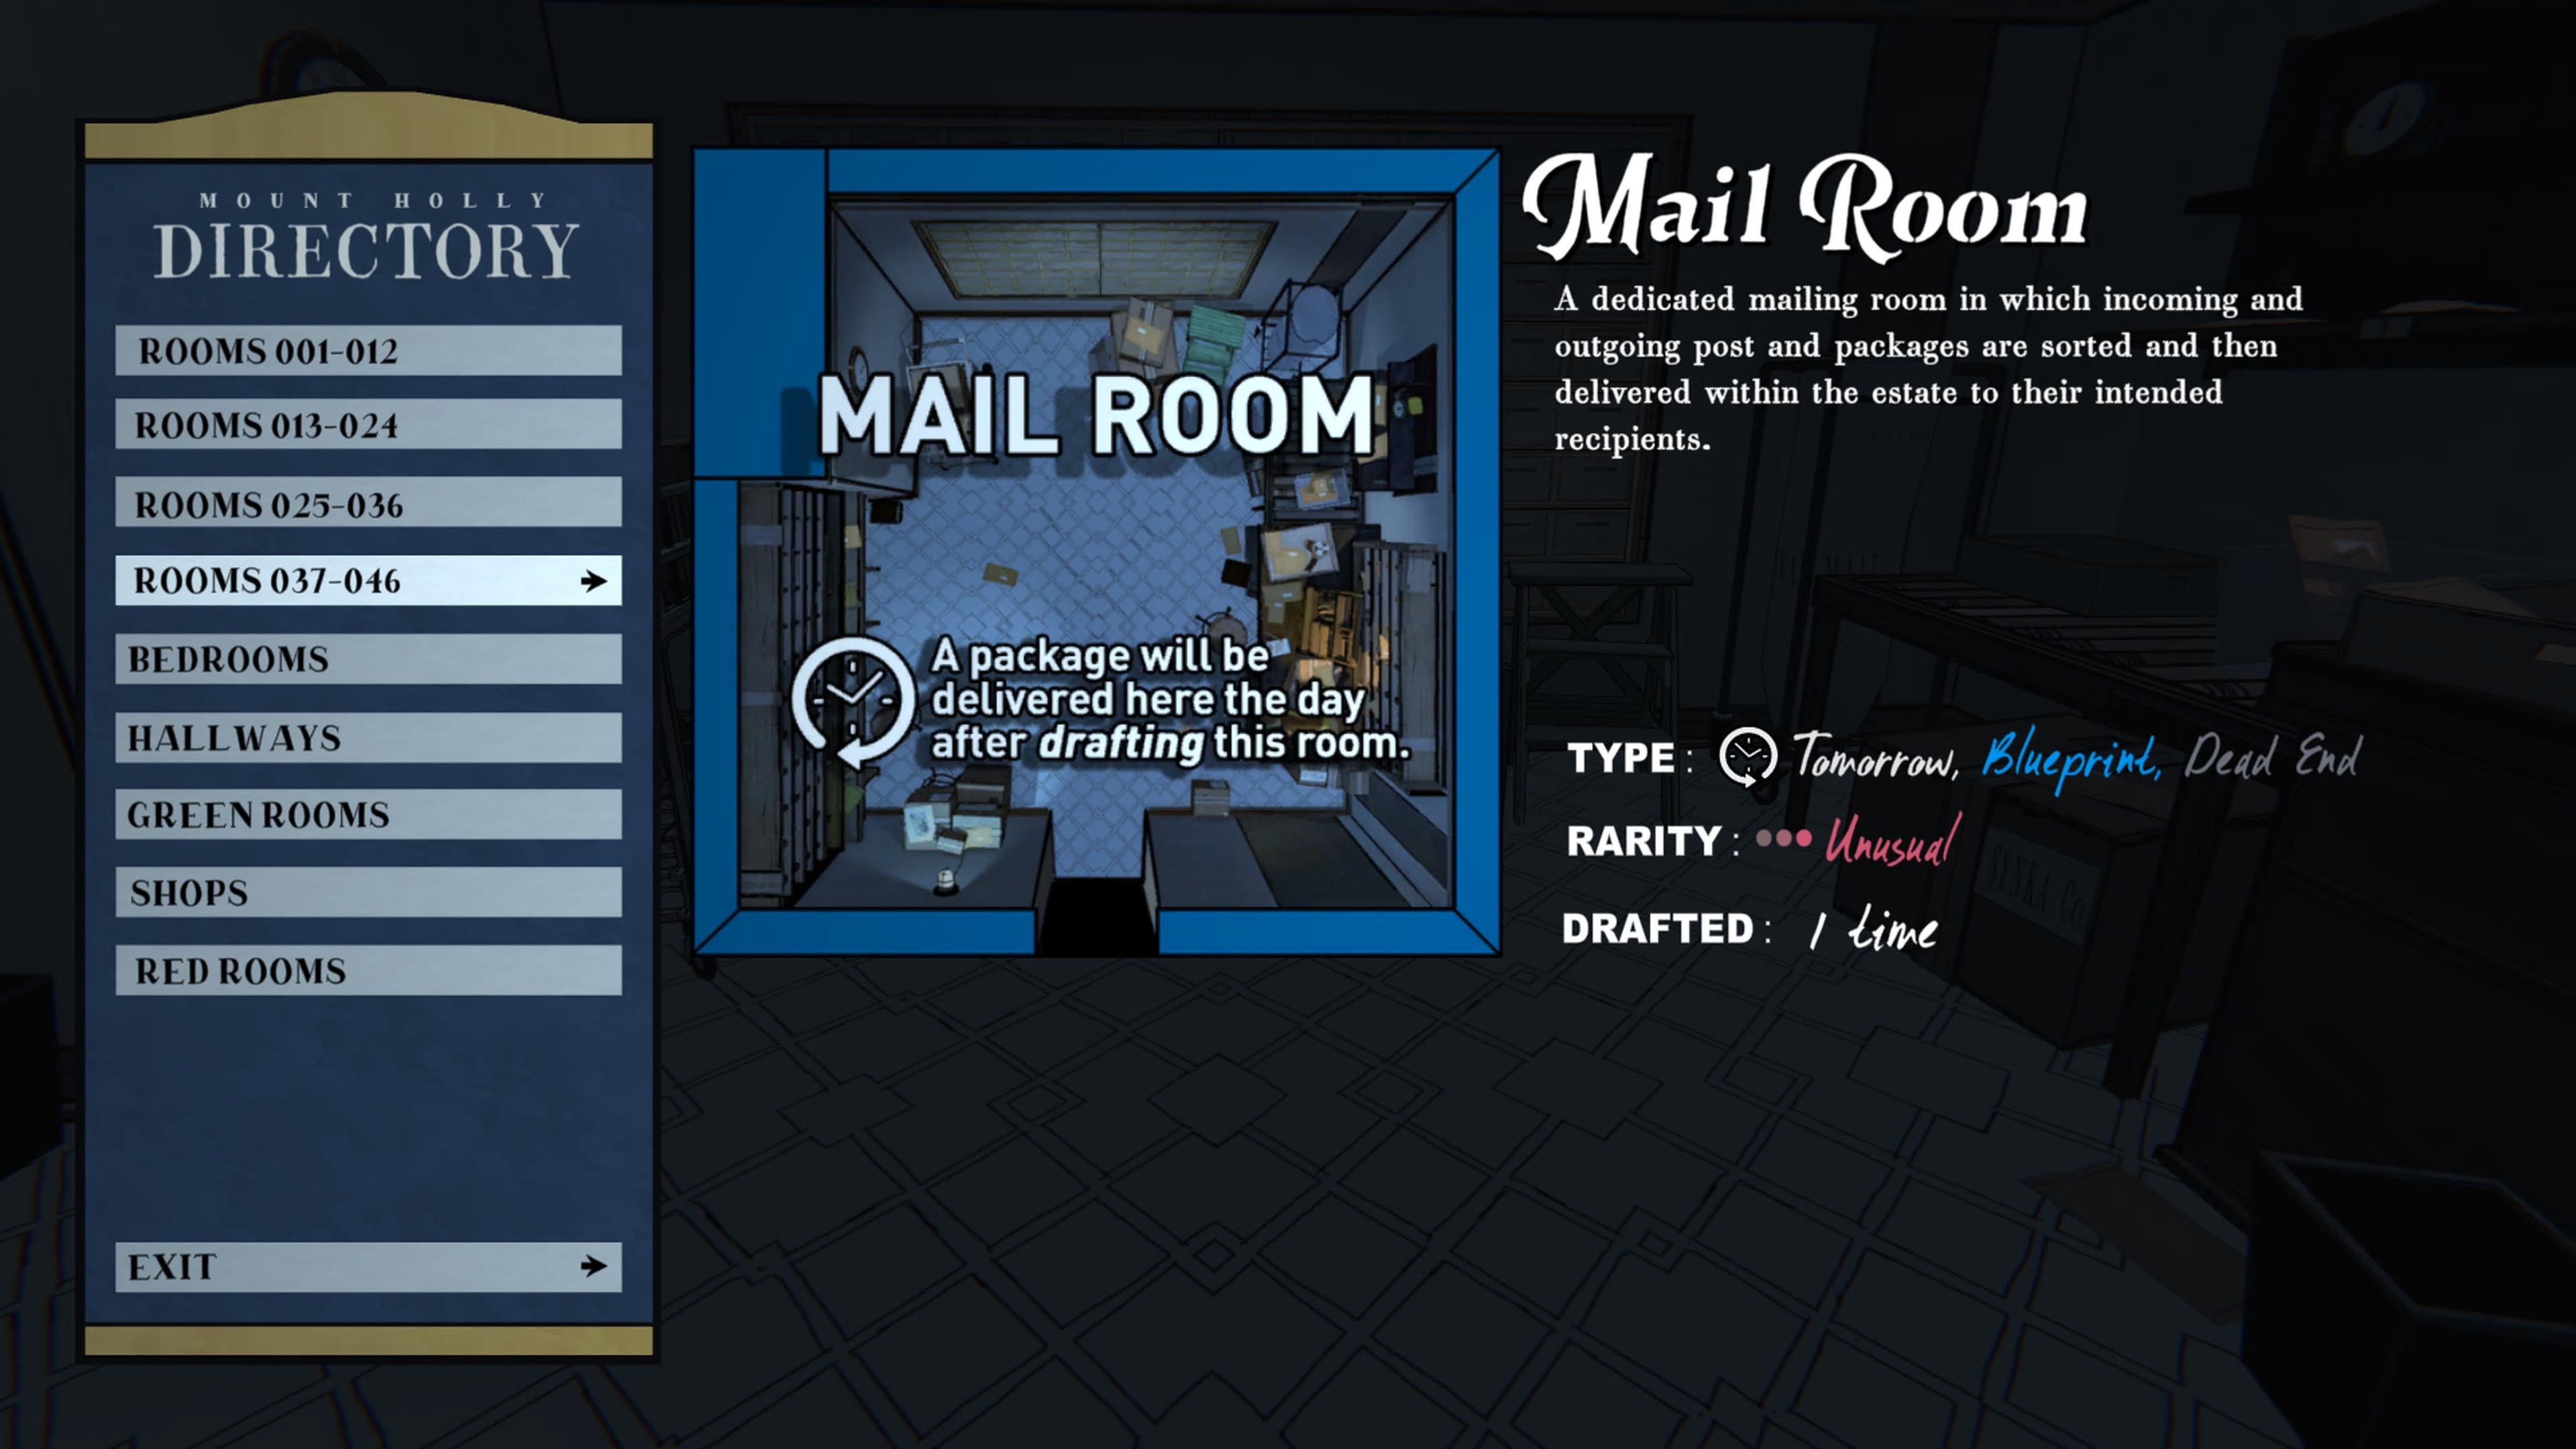 MOUNT HOLLY
DIRECTORY
ROOMS 001-012
ROOMS 013-024
ROOMS 025-036
ROOMS 037-046
BEDROOMS
HALLWAYS
GREEN ROOMS
SHOPS
RED ROOMS
EXIT
MAIL ROOM
A package will be
delivered here the day
after drafting this room.
Mail Room
A dedicated mailing room in which incoming and
outgoing post and packages are sorted and then
delivered within the estate to their intended
recipients.
TYPE : Tomorrow, Blueprint, Dead End
RARITY : Unusual
DRAFTED : 1 time